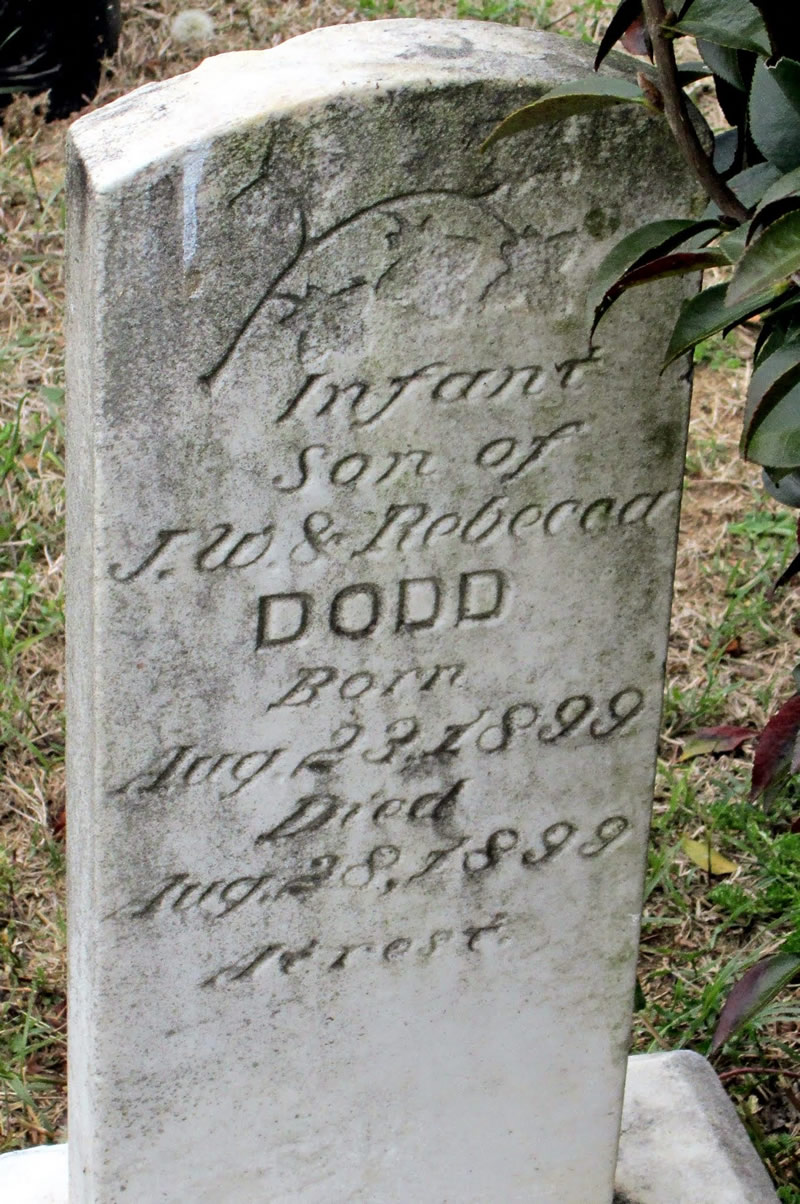 Infant
son of
J.W. & Rebecca
DODD
Born
Aug. 23, 1899
Died
Aug. 28, 1899
At rest.